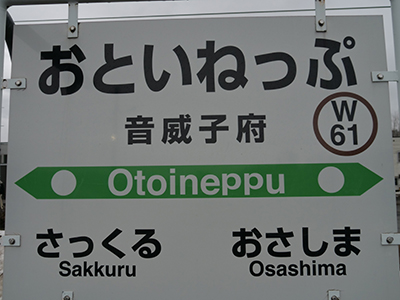 おといねっぷ
音威子府
W
61
Otoineppu
さっくる おさしま
Sakkuru Osashima